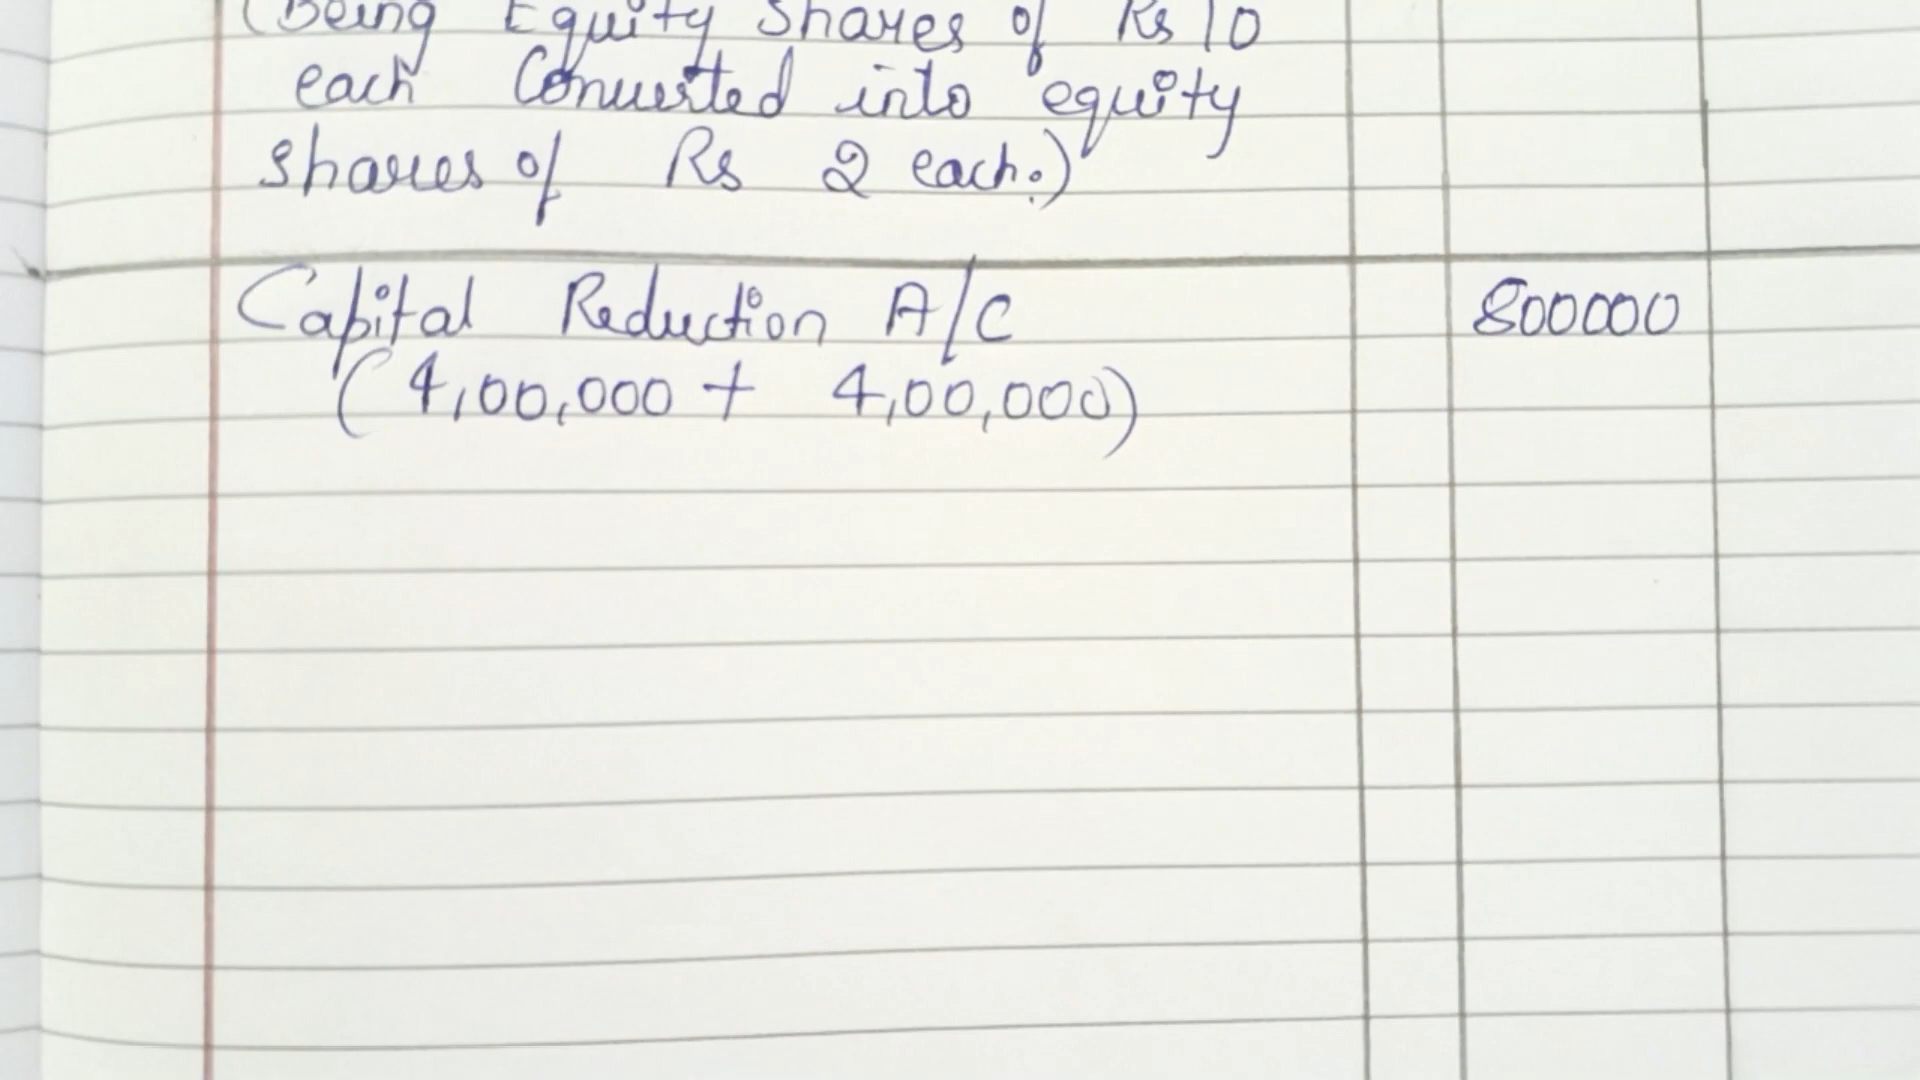 (Being Equity Shares of Rs 10
each Converted into equity
shares of Rs 2 each.)
Capital Reduction A/C 800000
(4,00,000 + 4,00,000)